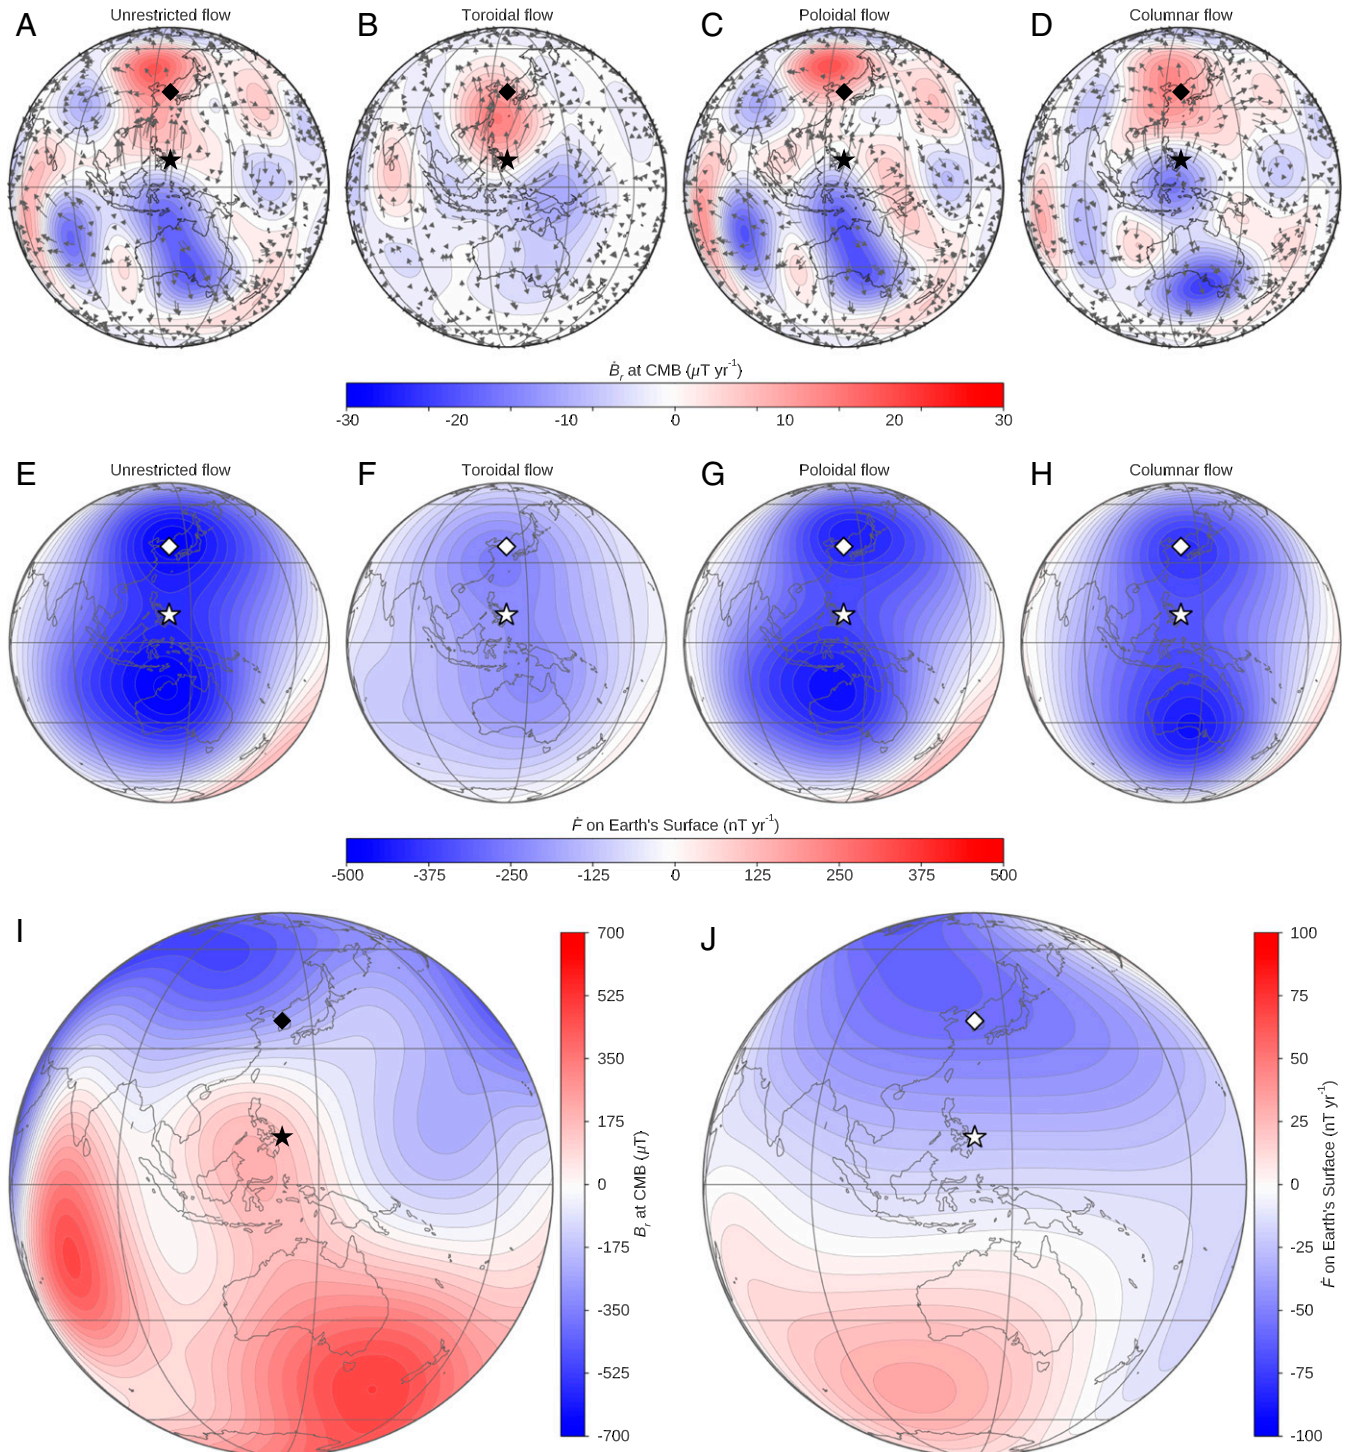 A Unrestricted flow B Toroidal flow C Poloidal flow D Columnar flow
Ḃr at CMB (μT yr-1)
-30 -20 -10 0 10 20 30
E Unrestricted flow F Toroidal flow G Poloidal flow H Columnar flow
Ḟ on Earth's Surface (nT yr-1)
-500 -375 -250 -125 0 125 250 375 500
I
700
525
350
175
0
-175
-350
-525
-700
Br at CMB (μT)
J
100
75
50
25
0
-25
-50
-75
-100
Ḟ on Earth's Surface (nT yr-1)